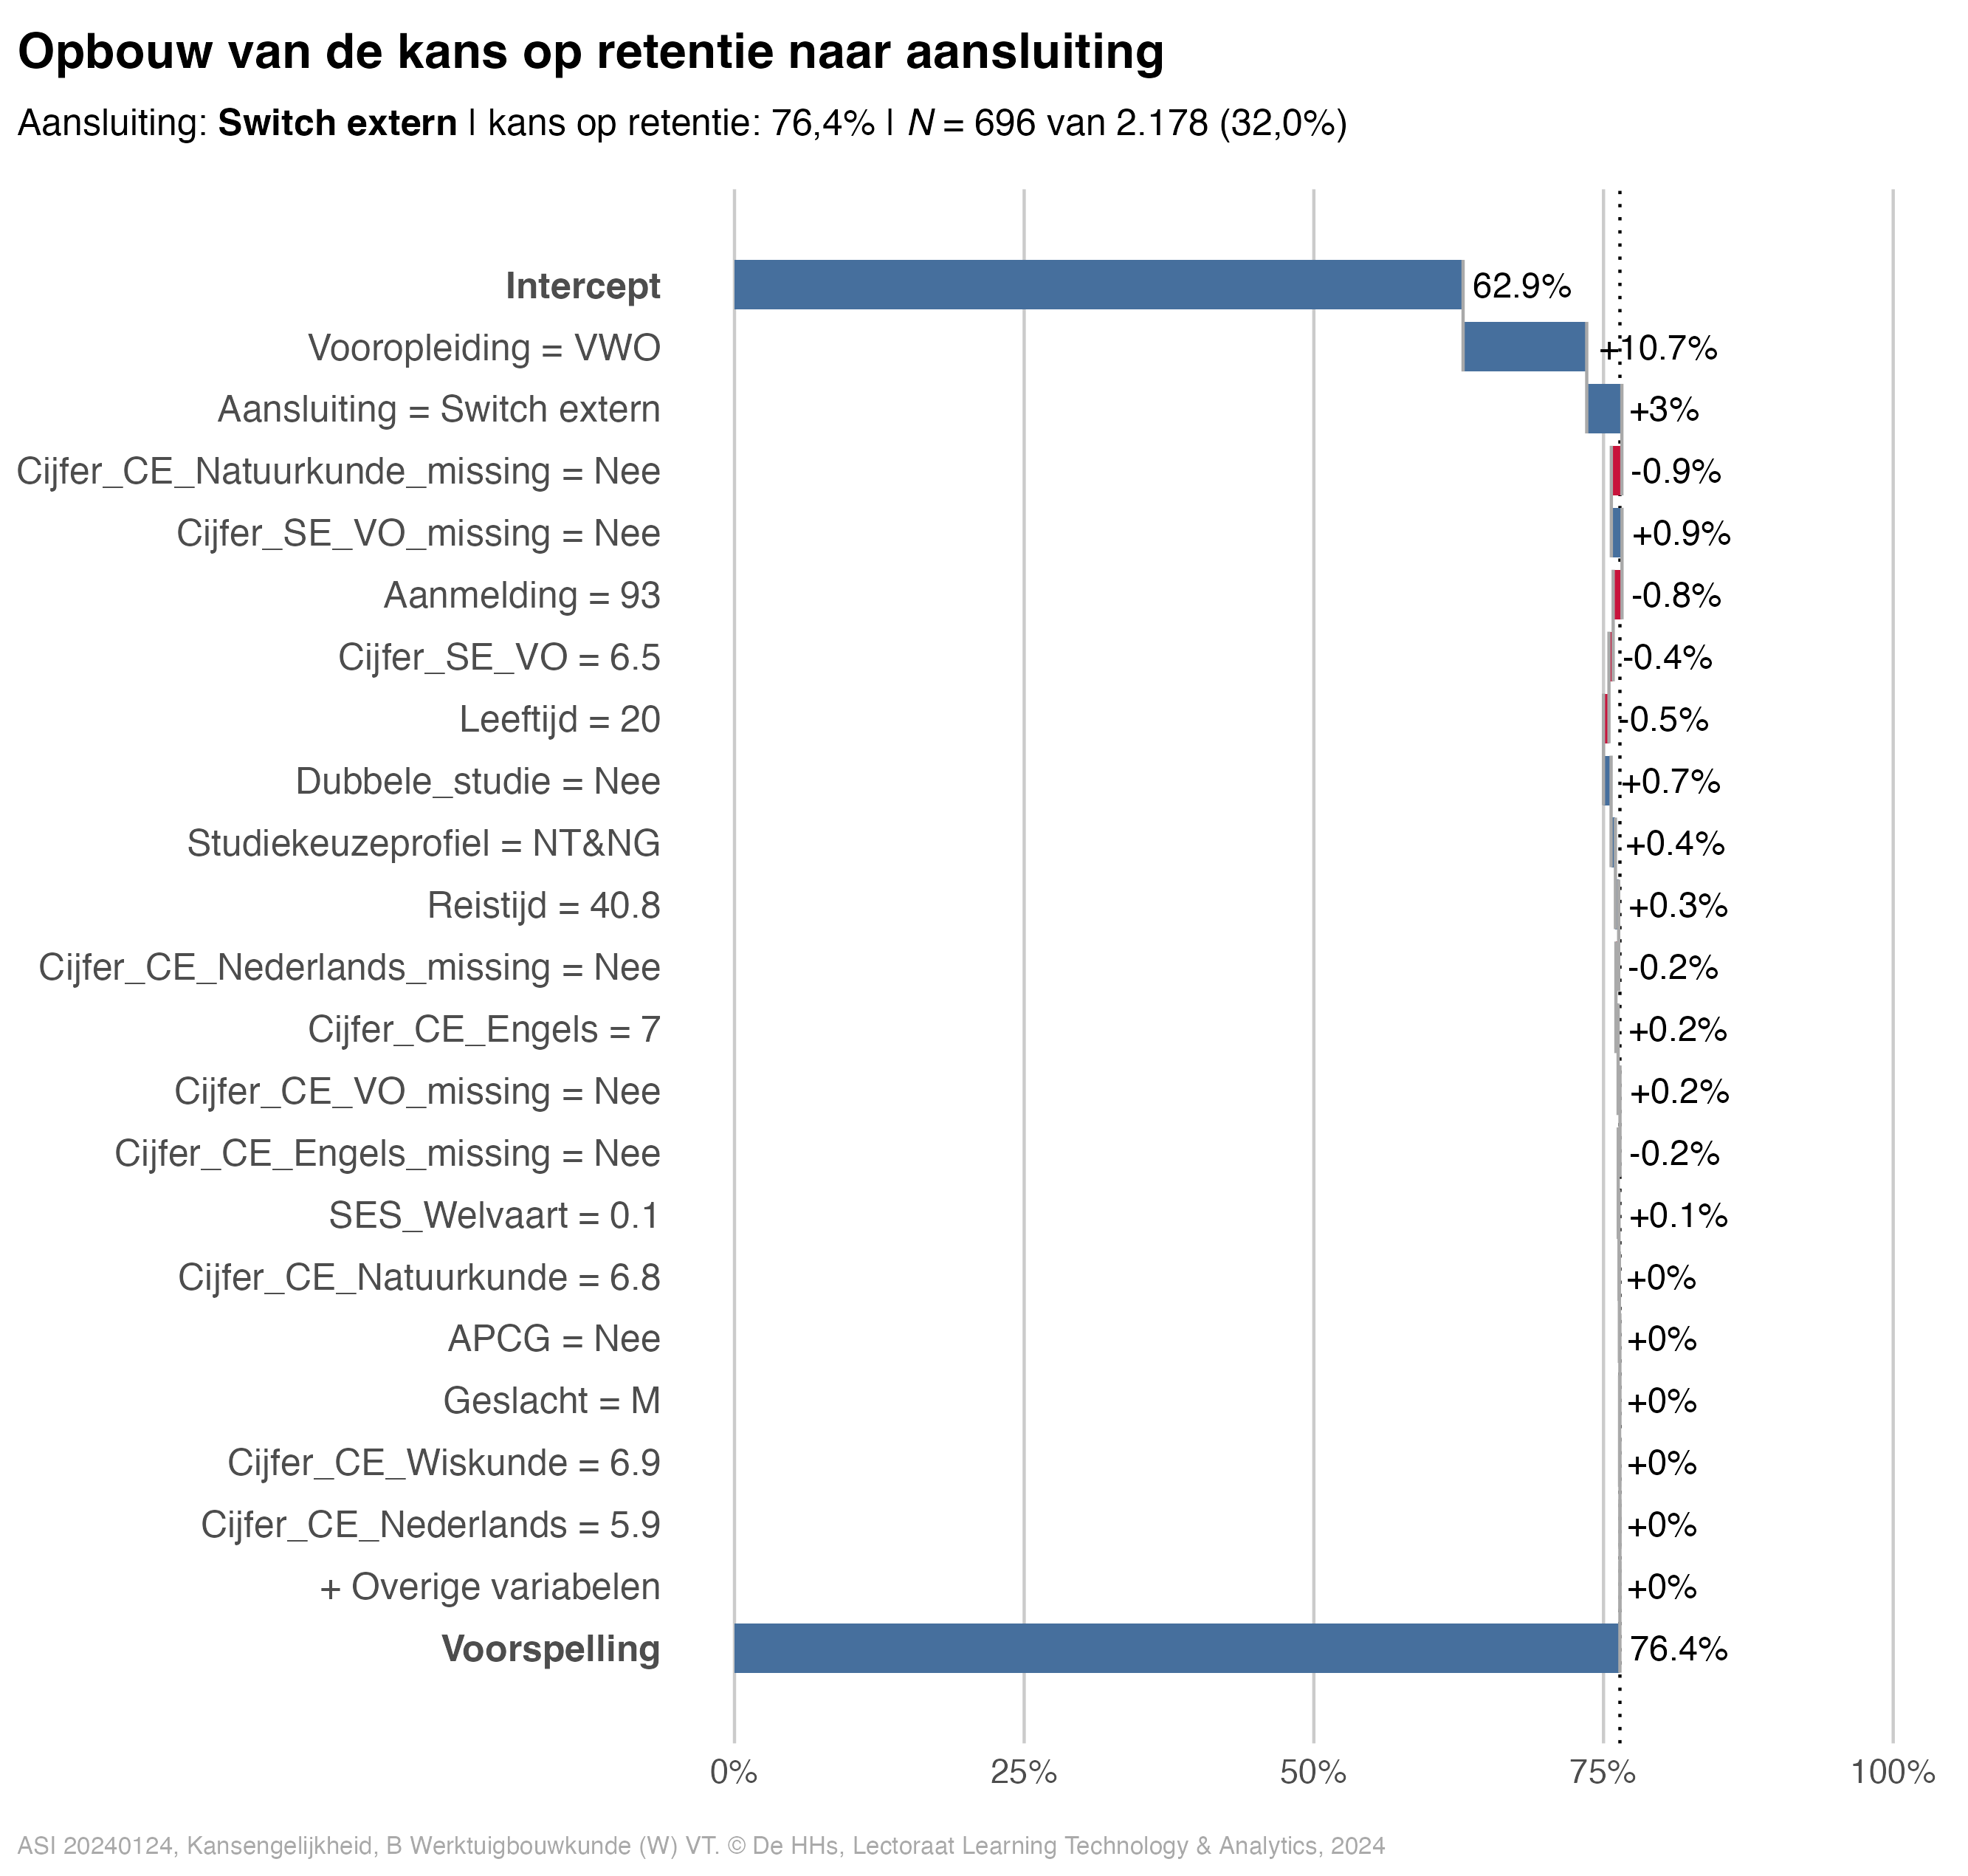 Opbouw van de kans op retentie naar aansluiting
Aansluiting: Switch extern | kans op retentie: 76,4% | N = 696 van 2.178 (32,0%)
Intercept 62.9%
Vooropleiding = VWO +10.7%
Aansluiting = Switch extern +3%
Cijfer_CE_Natuurkunde_missing = Nee -0.9%
Cijfer_SE_VO_missing = Nee +0.9%
Aanmelding = 93 -0.8%
Cijfer_SE_VO = 6.5 -0.4%
Leeftijd = 20 -0.5%
Dubbele_studie = Nee +0.7%
Studiekeuzeprofiel = NT&NG +0.4%
Reistijd = 40.8 +0.3%
Cijfer_CE_Nederlands_missing = Nee -0.2%
Cijfer_CE_Engels = 7 +0.2%
Cijfer_CE_VO_missing = Nee +0.2%
Cijfer_CE_Engels_missing = Nee -0.2%
SES_Welvaart = 0.1 +0.1%
Cijfer_CE_Natuurkunde = 6.8 +0%
APCG = Nee +0%
Geslacht = M +0%
Cijfer_CE_Wiskunde = 6.9 +0%
Cijfer_CE_Nederlands = 5.9 +0%
+ Overige variabelen +0%
Voorspelling 76.4%
0% 25% 50% 75% 100%
ASI 20240124, Kansengelijkheid, B Werktuigbouwkunde (W) VT. © De HHs, Lectoraat Learning Technology & Analytics, 2024